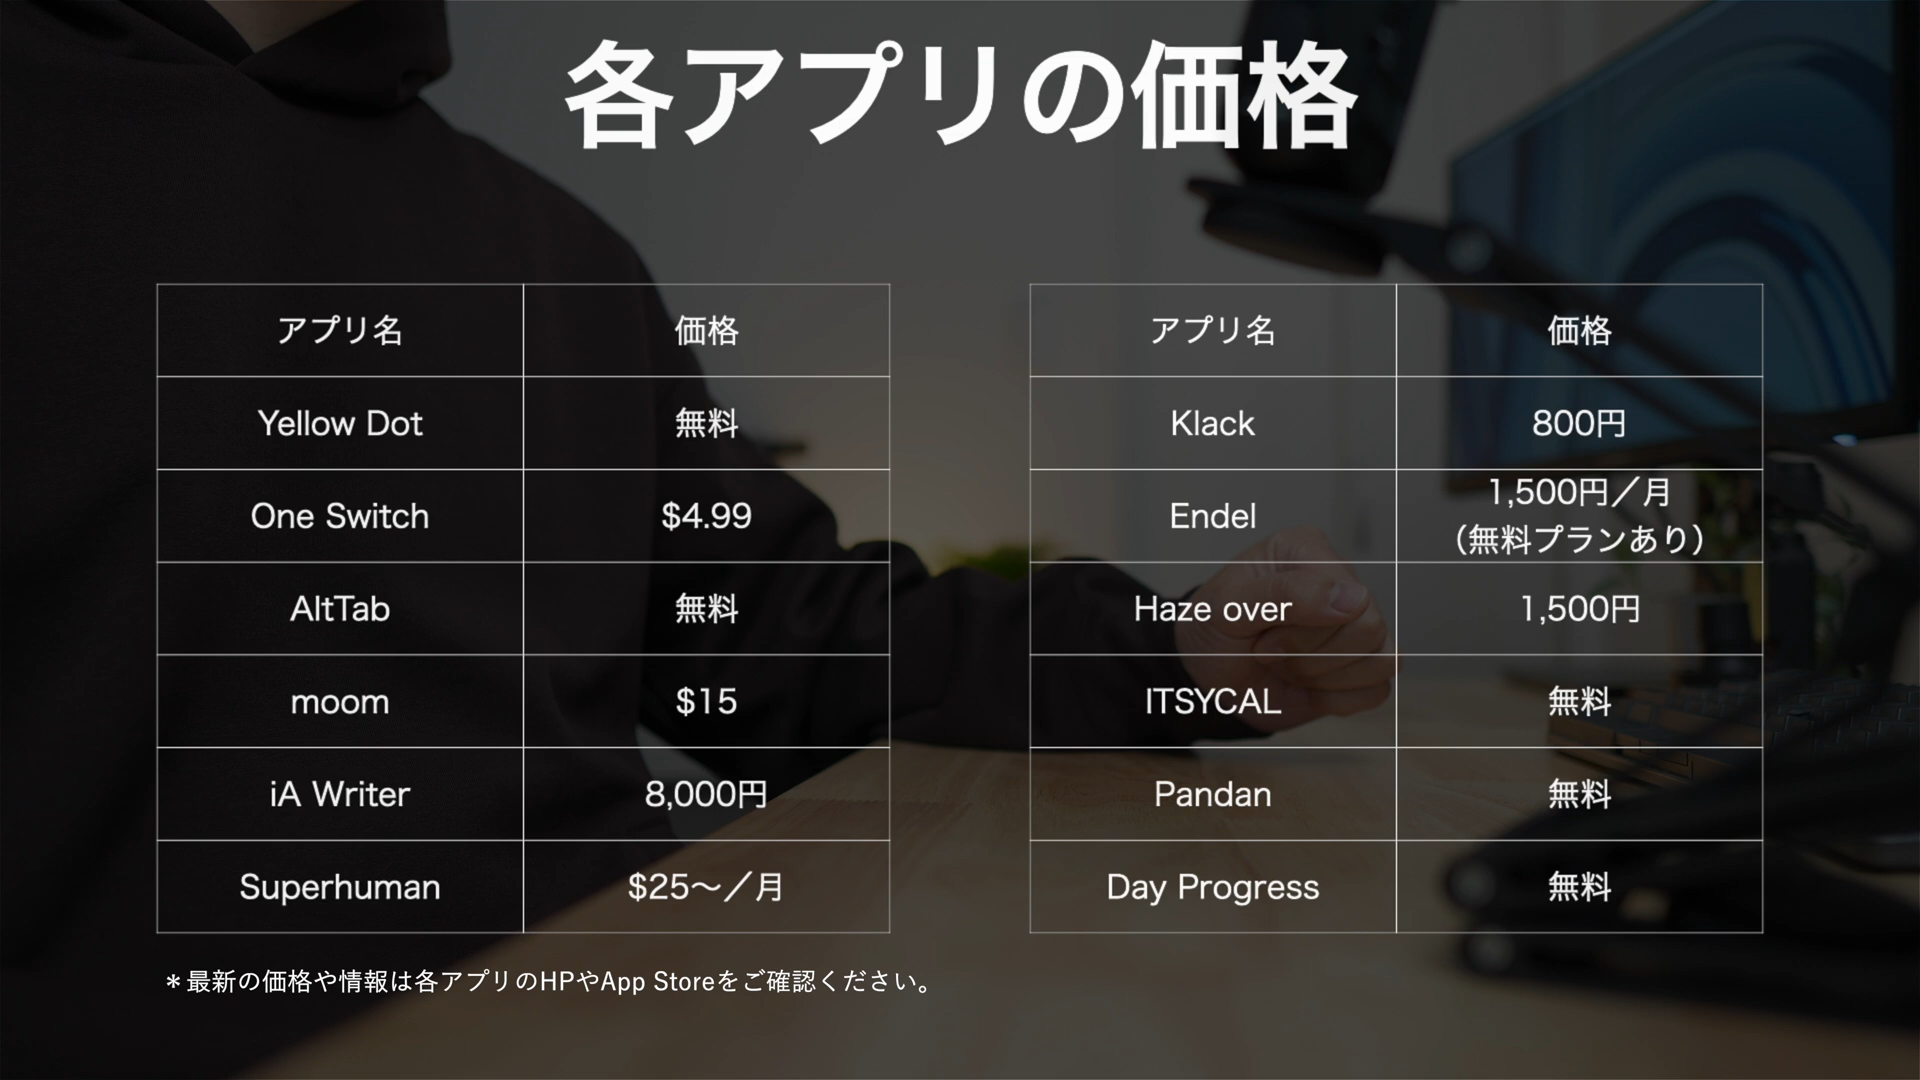 各アプリの価格
アプリ名 価格
Yellow Dot 無料
One Switch $4.99
AltTab 無料
moom $15
iA Writer 8,000円
Superhuman $25〜／月
アプリ名 価格
Klack 800円
Endel 1,500円／月
（無料プランあり）
Haze over 1,500円
ITSYCAL 無料
Pandan 無料
Day Progress 無料
＊最新の価格や情報は各アプリのHPやApp Storeをご確認ください。